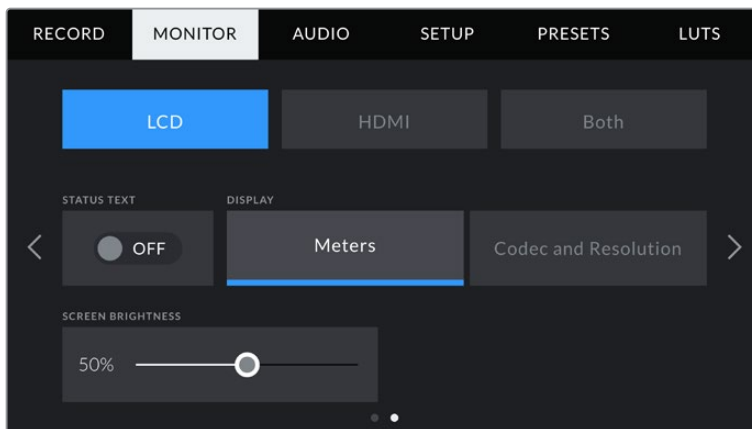 RECORD MONITOR AUDIO SETUP PRESETS LUTS
LCD HDMI Both
STATUS TEXT DISPLAY
OFF Meters Codec and Resolution
SCREEN BRIGHTNESS
50%